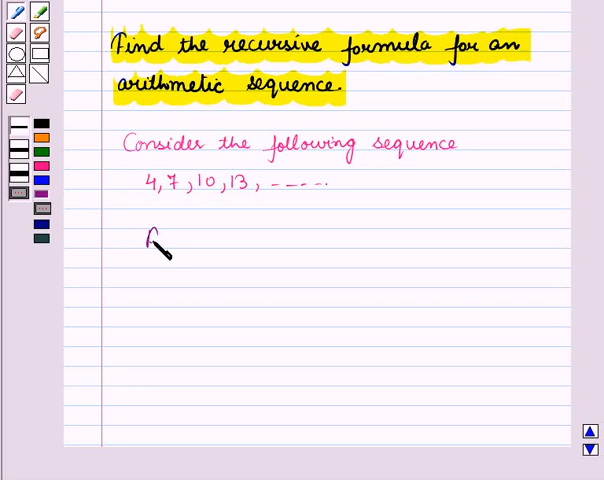 Find the recursive formula for an
arithmetic sequence.
Consider the following sequence
4, 7, 10, 13, ------..